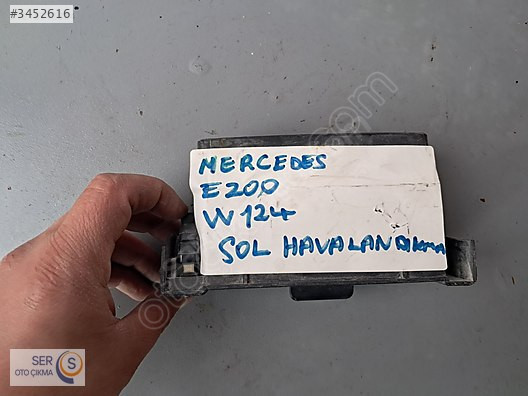 #3452616
MERCEDES
E200
W124
SOL HAVALANDIRMA
SER
OTO ÇIKMA
S